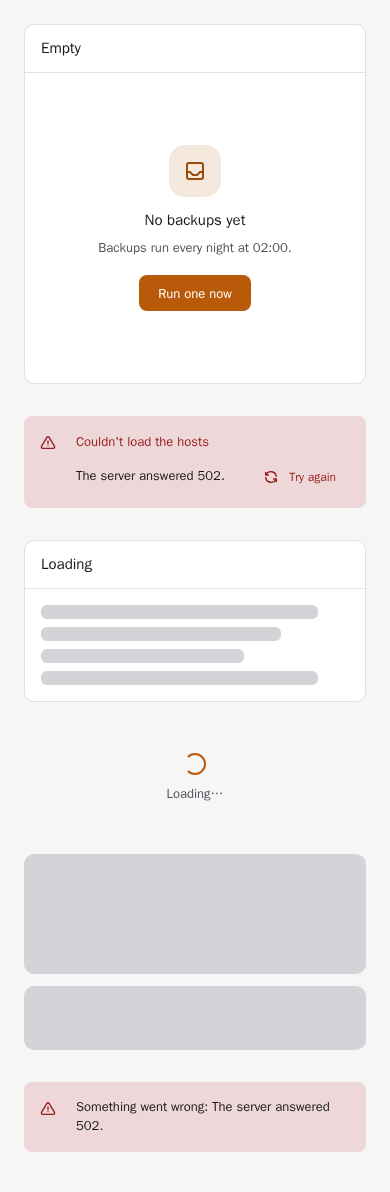 Empty
No backups yet
Backups run every night at 02:00.
Run one now
Couldn't load the hosts
The server answered 502.
Try again
Loading
Loading…
Something went wrong: The server answered
502.